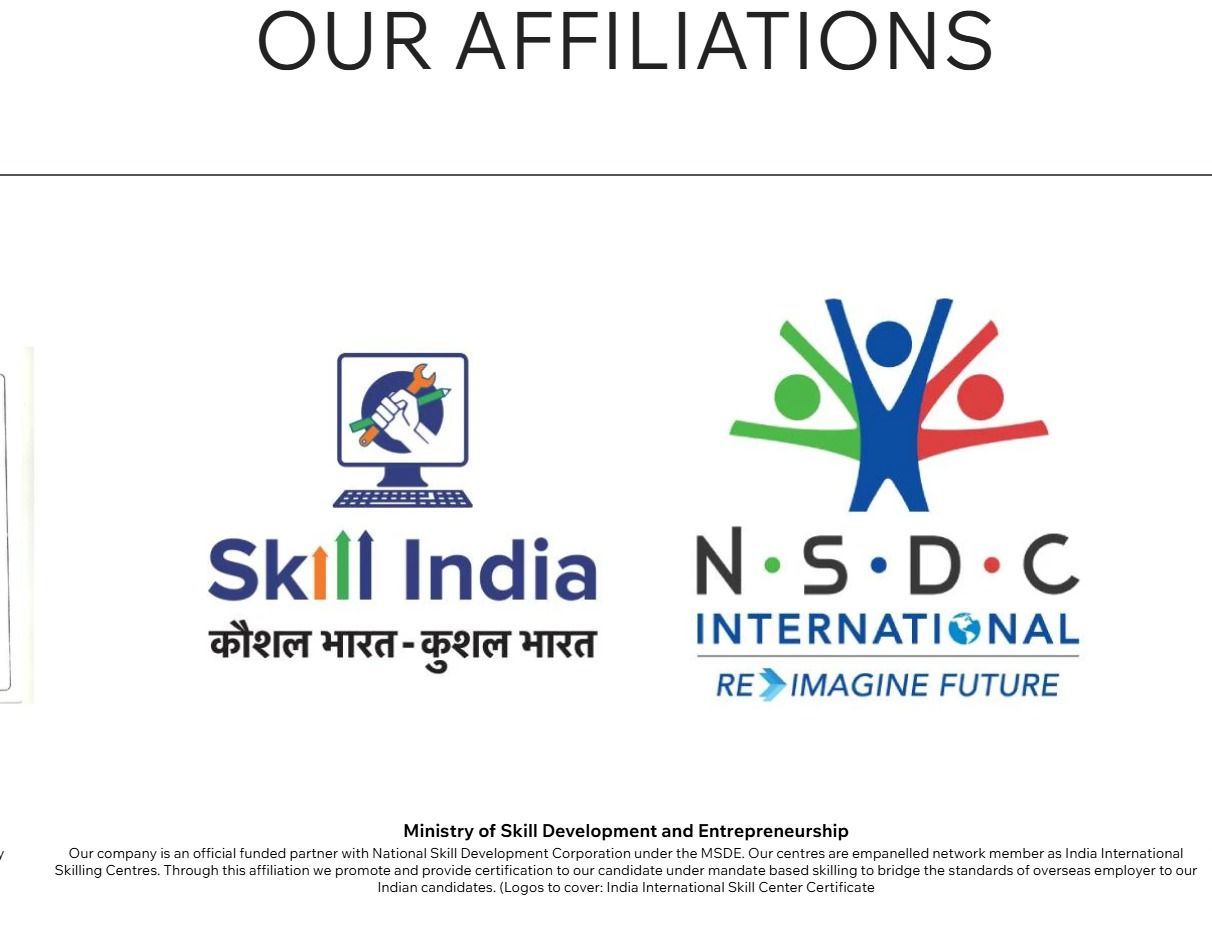 OUR AFFILIATIONS
Skill India
कौशल भारत - कुशल भारत
N·S·D·C
INTERNATIONAL
RE IMAGINE FUTURE
Ministry of Skill Development and Entrepreneurship
Our company is an official funded partner with National Skill Development Corporation under the MSDE. Our centres are empanelled network member as India International
Skilling Centres. Through this affiliation we promote and provide certification to our candidate under mandate based skilling to bridge the standards of overseas employer to our
Indian candidates. (Logos to cover: India International Skill Center Certificate